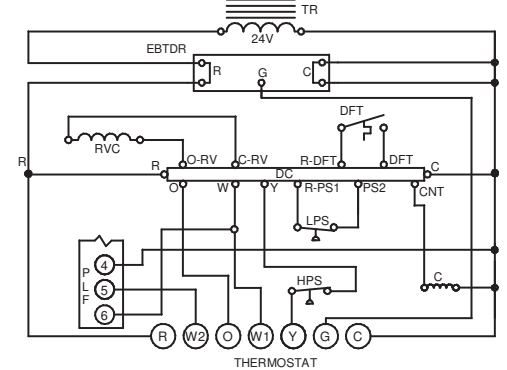 TR
24V
EBTDR
R G C
DFT
RVC
R R O-RV C-RV R-DFT DFT C
DC
O W Y R-PS1 PS2 CNT
LPS
P L F
4
5
6
HPS
C
R W2 O W1 Y G C
THERMOSTAT